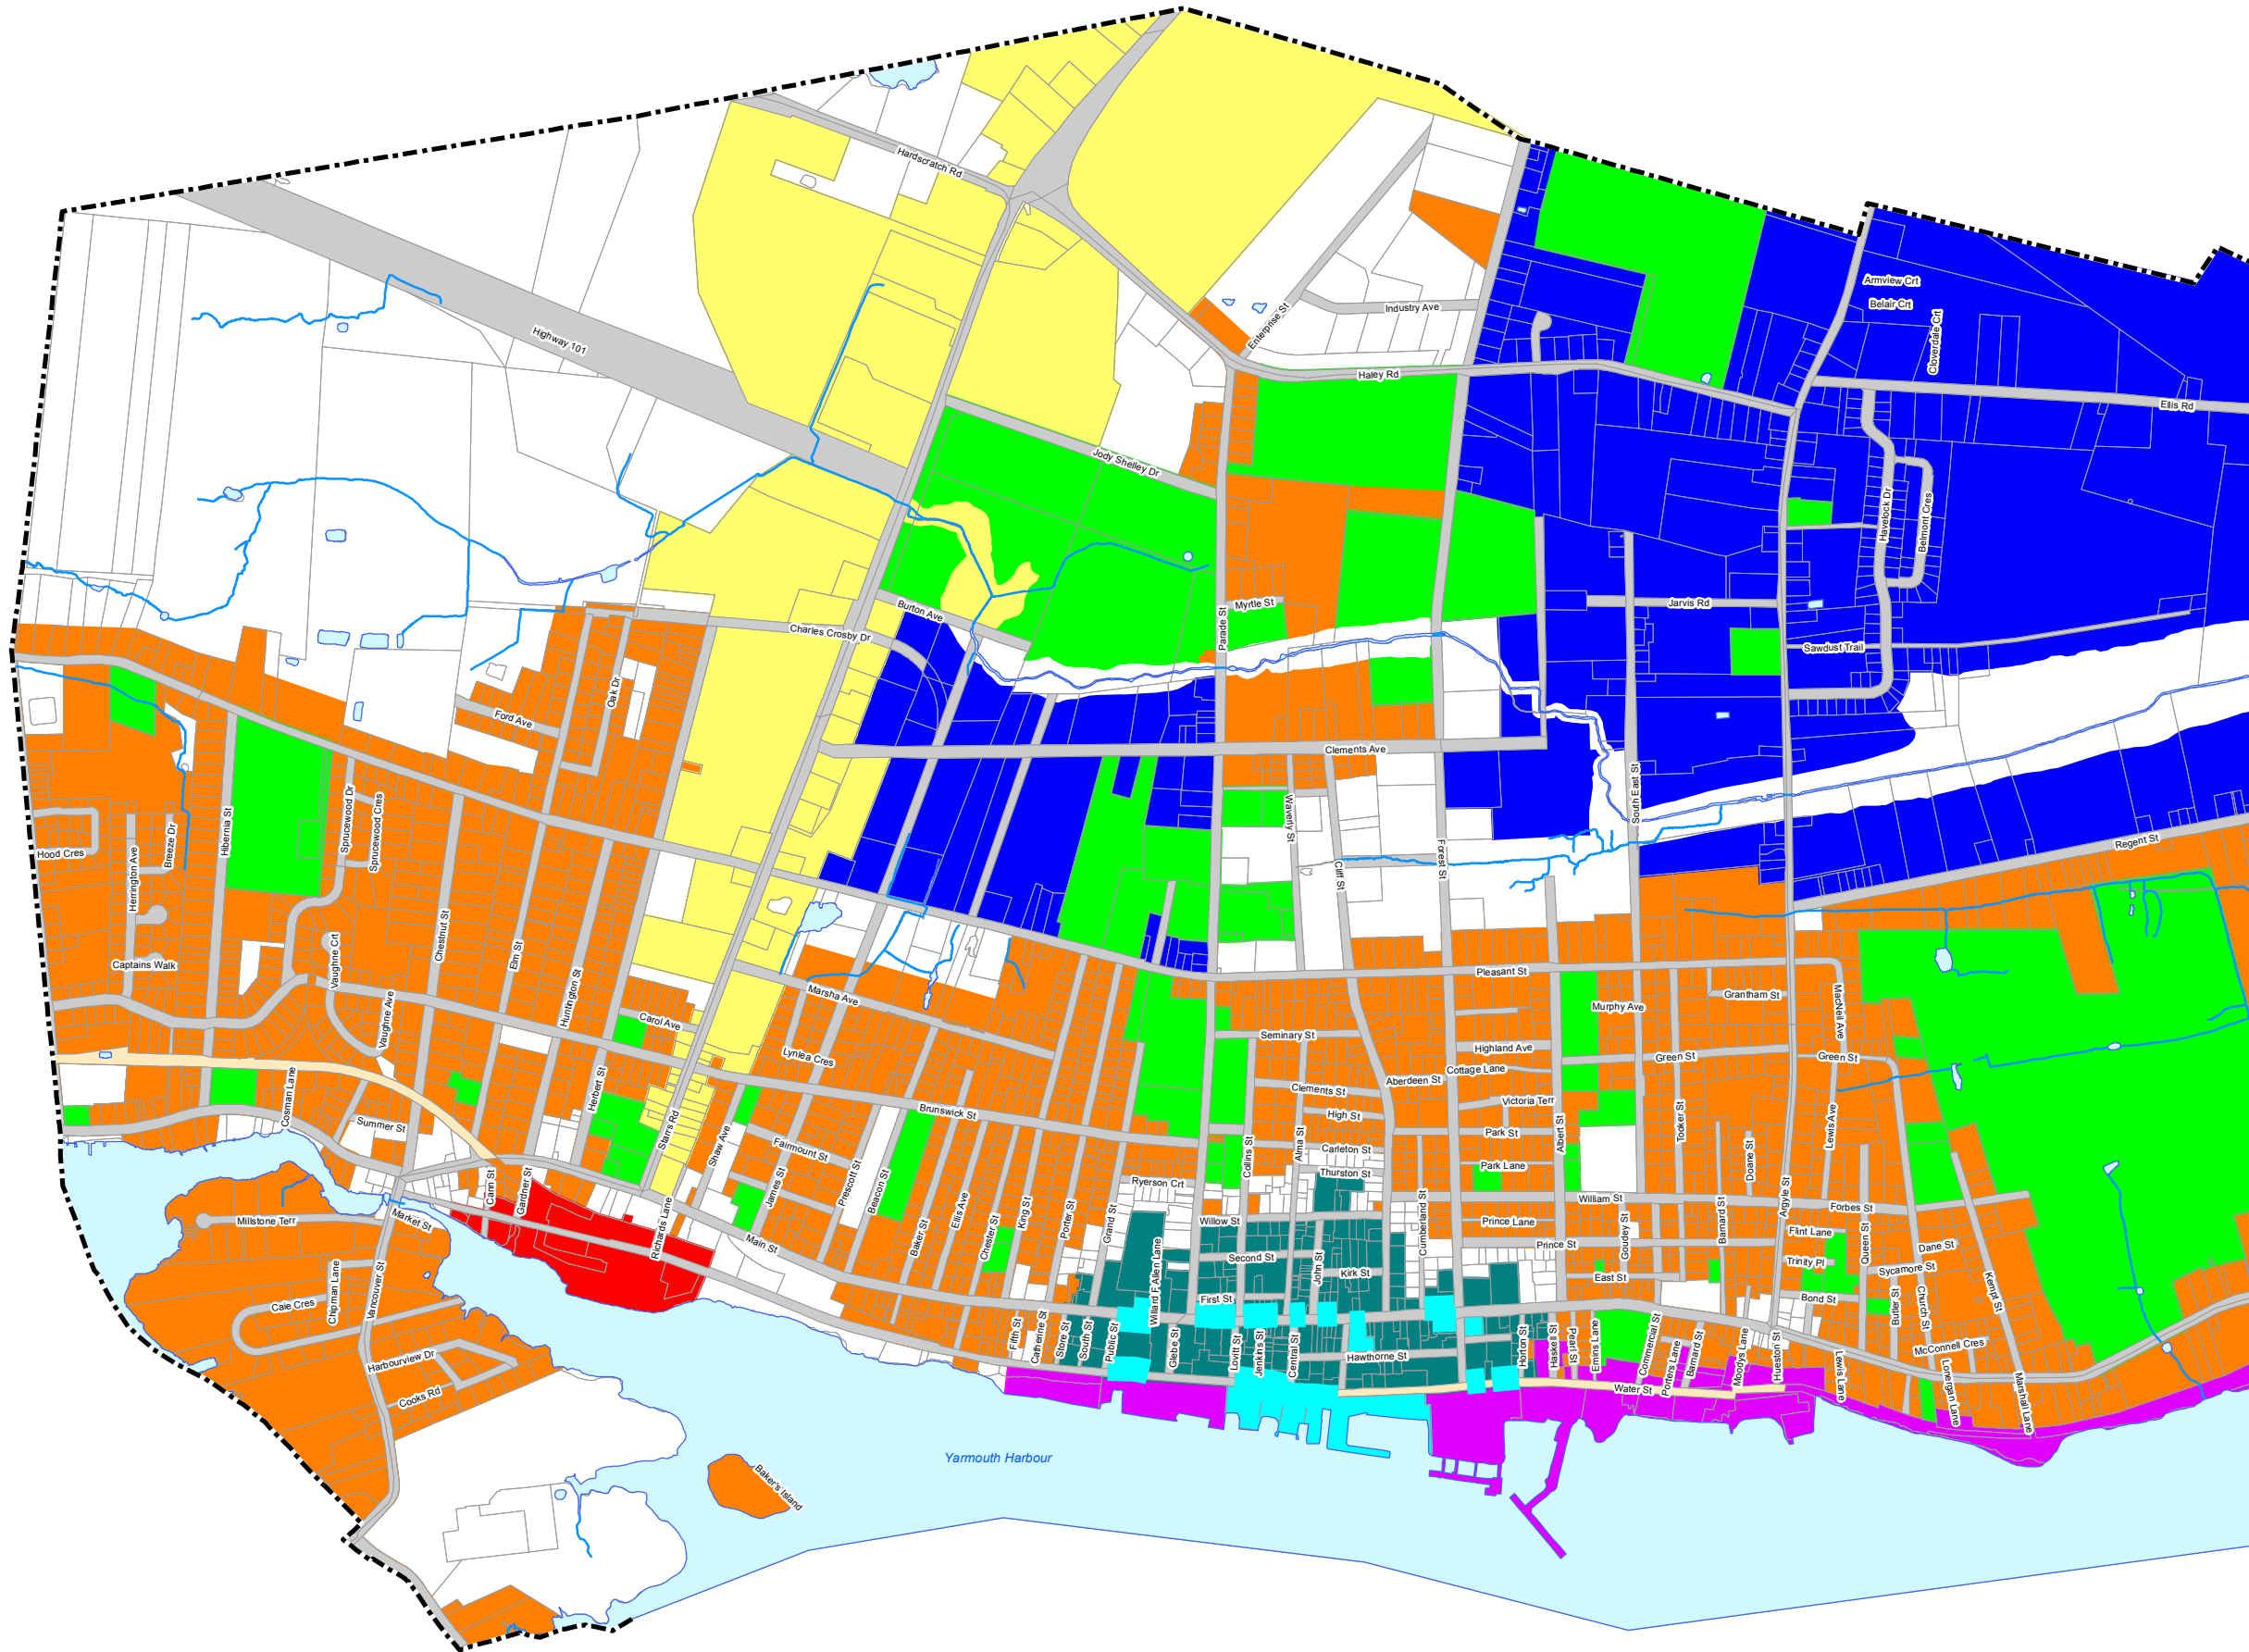 Hardscratch Rd
Highway 101
Industry Ave
Enterprise St
Haley Rd
Armview Crt
Belair Crt
Cloverdale Crt
Ellis Rd
Jody Shelley Dr
Havelock Dr
Belmont Cres
Burton Ave
Charles Crosby Dr
Myrtle St
Parade St
Jarvis Rd
Sawdust Trail
Oak Dr
Ford Ave
Clements Ave
Waverly St
South East St
Hibernia St
Sprucewood Dr
Sprucewood Cres
Hood Cres
Herrington Ave
Breeze Dr
Cliff St
Forest St
Regent St
Chestnut St
Elm St
Huntington St
Vaughne Crt
Captains Walk
Vaughne Ave
Pleasant St
Marsha Ave
Carol Ave
Murphy Ave
Grantham St
MacNeil Ave
Seminary St
Highland Ave
Green St
Green St
Lynlea Cres
Cottage Lane
Aberdeen St
Cosman Lane
Herbert St
Starrs Rd
Brunswick St
Clements St
High St
Victoria Terr
Albert St
Tooker St
Lewis Ave
Summer St
Shaw Ave
Fairmount St
Carleton St
Alma St
Collins St
Thurston St
Park St
Park Lane
Doane St
Cann St
Gardner St
James St
Prescott St
Beacon St
Ryerson Crt
Grand St
William St
Argyle St
Forbes St
Millstone Terr
Market St
Richards Lane
Main St
Baker St
Ellis Ave
Chester St
King St
Porter St
Willow St
Second St
John St
Kirk St
Cumberland St
Prince Lane
Prince St
Goudey St
Barnard St
Flint Lane
Queen St
Dane St
Trinity Pl
Sycamore St
Kempt St
East St
Bond St
Butler St
Church St
Caie Cres
Chipman Lane
Vancouver St
Willard F. Allen Lane
First St
Fifth St
Catherine St
Store St
South St
Public St
Glebe St
Lovitt St
Jenkins St
Central St
Hawthorne St
Horton St
Haskell St
Pearl St
Emins Lane
Commercial St
Porters Lane
Barnard St
Moodys Lane
Hueston St
Lewis Lane
McConnell Cres
Lonergan Lane
Marshall Lane
Harbourview Dr
Cooks Rd
Water St
Yarmouth Harbour
Baker's Island